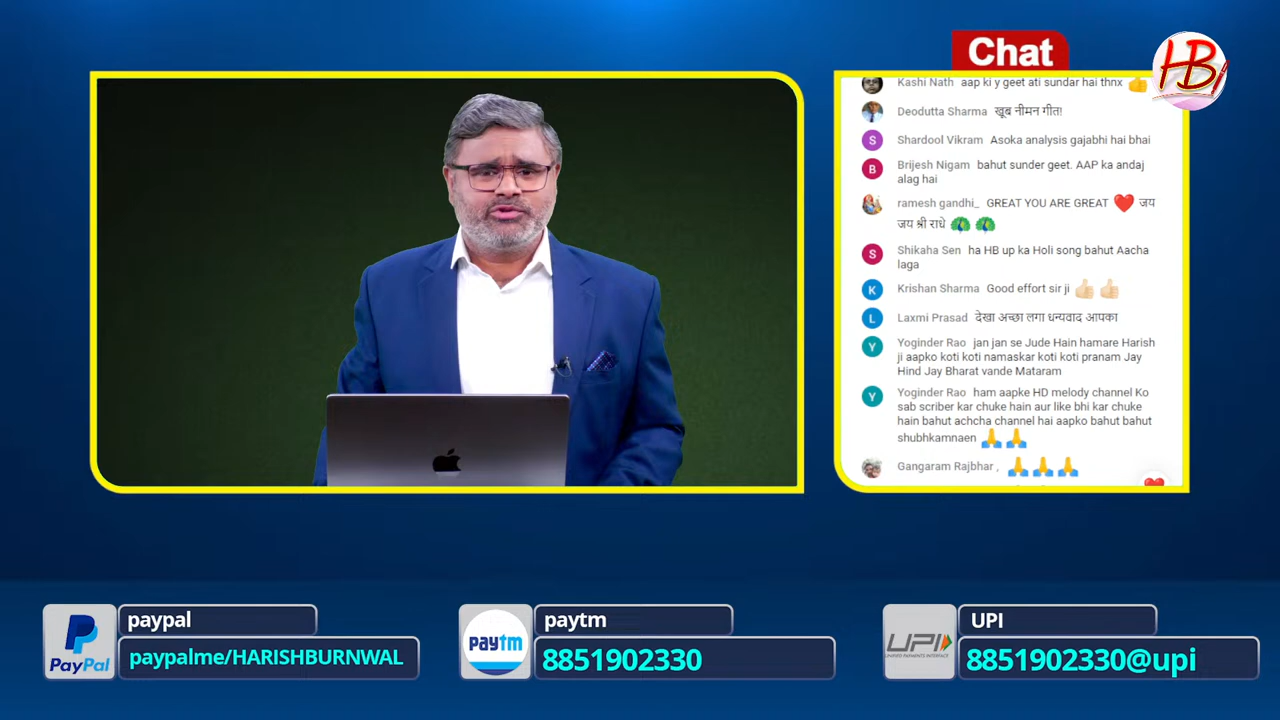 Chat
HBI
Kashi Nath aap ki y geet ati sundar hai thnx
Deodutta Sharma खूब नीमन गीत!
S Shardool Vikram Asoka analysis gajabhi hai bhai
B Brijesh Nigam bahut sunder geet. AAP ka andaj
alag hai
ramesh gandhi_ GREAT YOU ARE GREAT ❤️ जय
जय श्री राधे 🦚 🦚
S Shikaha Sen ha HB up ka Holi song bahut Aacha
laga
K Krishan Sharma Good effort sir ji 👍🏻 👍🏻
L Laxmi Prasad देखा अच्छा लगा धन्यवाद आपका
Y Yoginder Rao jan jan se Jude Hain hamare Harish
ji aapko koti koti namaskar koti koti pranam Jay
Hind Jay Bharat vande Mataram
Y Yoginder Rao ham aapke HD melody channel Ko
sab scriber kar chuke hain aur like bhi kar chuke
hain bahut achcha channel hai aapko bahut bahut
shubhkamnaen 🙏 🙏
Gangaram Rajbhar , 🙏 🙏 🙏
PayPal
paypal
paypalme/HARISHBURNWAL
paytm
paytm
8851902330
UPI
UNIFIED PAYMENTS INTERFACE
UPI
8851902330@upi